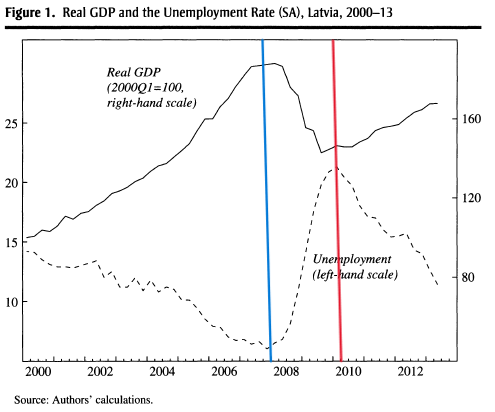 Figure 1. Real GDP and the Unemployment Rate (SA), Latvia, 2000–13
Real GDP
(2000Q1=100,
right-hand scale)
25
160
20
120
15
Unemployment
(left-hand scale)
80
10
2000 2002 2004 2006 2008 2010 2012
Source: Authors' calculations.